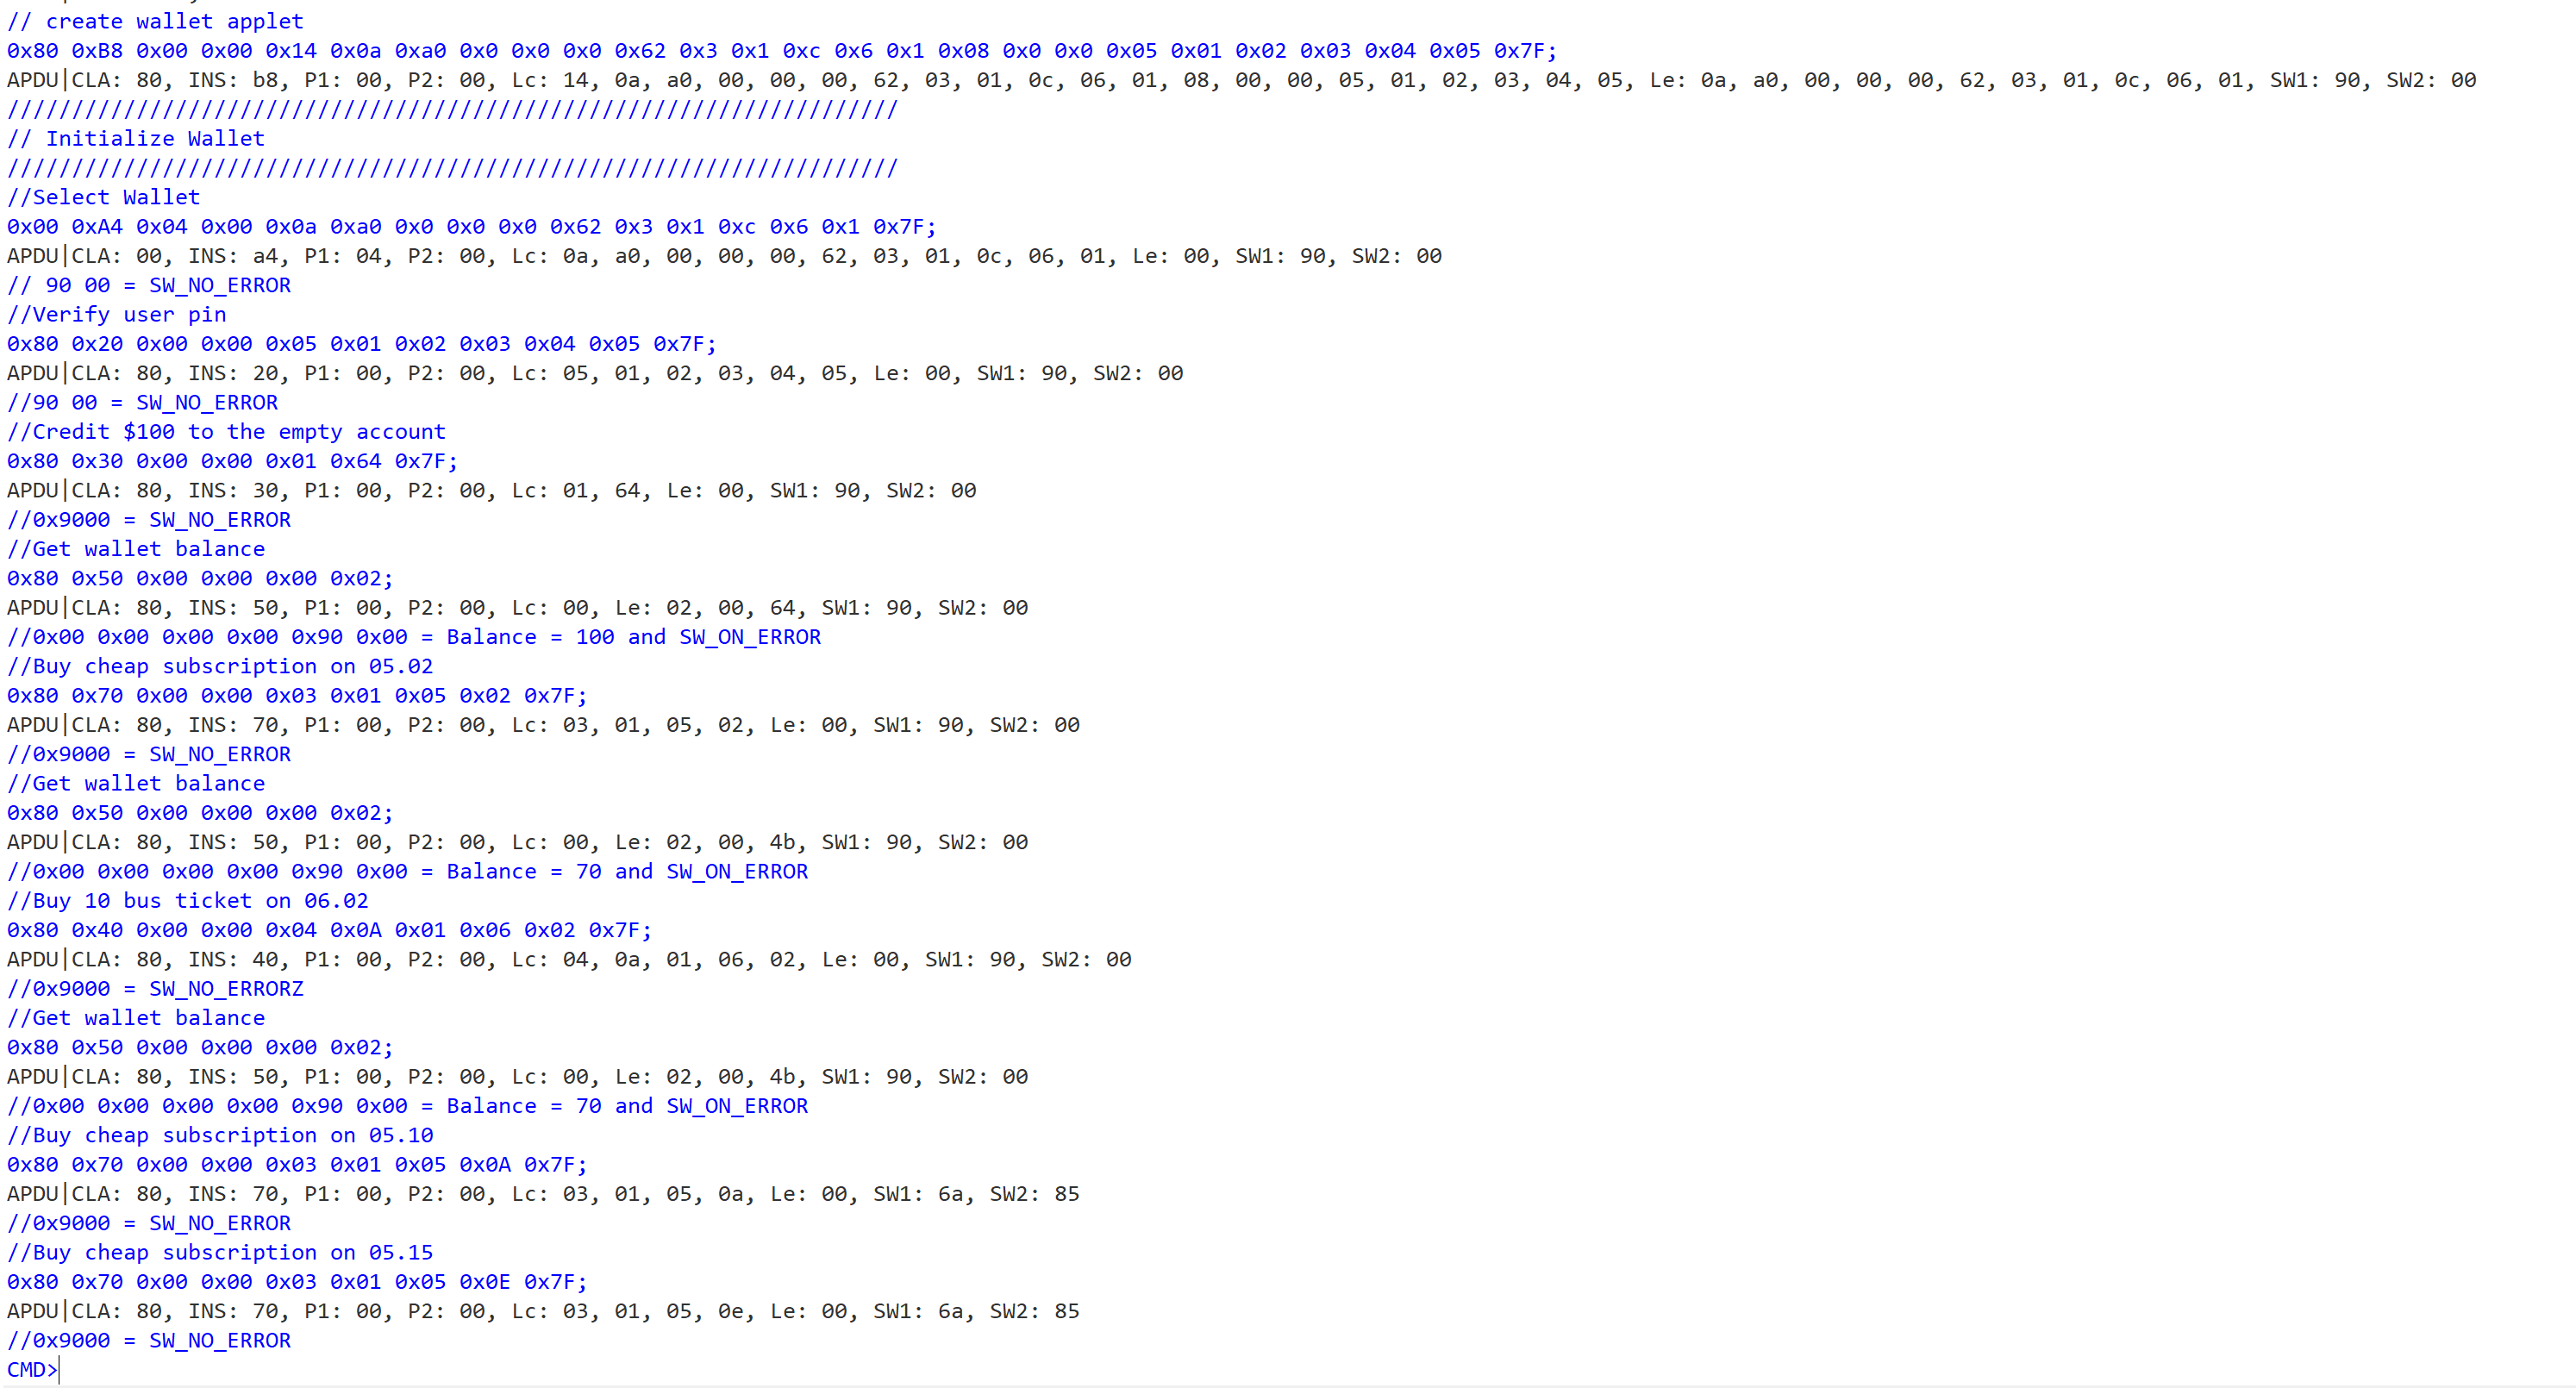 // create wallet applet
0x80 0xB8 0x00 0x00 0x14 0x0a 0xa0 0x0 0x0 0x0 0x62 0x3 0x1 0xc 0x6 0x1 0x08 0x0 0x0 0x05 0x01 0x02 0x03 0x04 0x05 0x7F;
APDU|CLA: 80, INS: b8, P1: 00, P2: 00, Lc: 14, 0a, a0, 00, 00, 00, 62, 03, 01, 0c, 06, 01, 08, 00, 00, 05, 01, 02, 03, 04, 05, Le: 0a, a0, 00, 00, 00, 62, 03, 01, 0c, 06, 01, SW1: 90, SW2: 00
/////////////////////////////////////////////////////////////////////
// Initialize Wallet
/////////////////////////////////////////////////////////////////////
//Select Wallet
0x00 0xA4 0x04 0x00 0x0a 0xa0 0x0 0x0 0x0 0x62 0x3 0x1 0xc 0x6 0x1 0x7F;
APDU|CLA: 00, INS: a4, P1: 04, P2: 00, Lc: 0a, a0, 00, 00, 00, 62, 03, 01, 0c, 06, 01, Le: 00, SW1: 90, SW2: 00
// 90 00 = SW_NO_ERROR
//Verify user pin
0x80 0x20 0x00 0x00 0x05 0x01 0x02 0x03 0x04 0x05 0x7F;
APDU|CLA: 80, INS: 20, P1: 00, P2: 00, Lc: 05, 01, 02, 03, 04, 05, Le: 00, SW1: 90, SW2: 00
//90 00 = SW_NO_ERROR
//Credit $100 to the empty account
0x80 0x30 0x00 0x00 0x01 0x64 0x7F;
APDU|CLA: 80, INS: 30, P1: 00, P2: 00, Lc: 01, 64, Le: 00, SW1: 90, SW2: 00
//0x9000 = SW_NO_ERROR
//Get wallet balance
0x80 0x50 0x00 0x00 0x00 0x02;
APDU|CLA: 80, INS: 50, P1: 00, P2: 00, Lc: 00, Le: 02, 00, 64, SW1: 90, SW2: 00
//0x00 0x00 0x00 0x00 0x90 0x00 = Balance = 100 and SW_ON_ERROR
//Buy cheap subscription on 05.02
0x80 0x70 0x00 0x00 0x03 0x01 0x05 0x02 0x7F;
APDU|CLA: 80, INS: 70, P1: 00, P2: 00, Lc: 03, 01, 05, 02, Le: 00, SW1: 90, SW2: 00
//0x9000 = SW_NO_ERROR
//Get wallet balance
0x80 0x50 0x00 0x00 0x00 0x02;
APDU|CLA: 80, INS: 50, P1: 00, P2: 00, Lc: 00, Le: 02, 00, 4b, SW1: 90, SW2: 00
//0x00 0x00 0x00 0x00 0x90 0x00 = Balance = 70 and SW_ON_ERROR
//Buy 10 bus ticket on 06.02
0x80 0x40 0x00 0x00 0x04 0x0A 0x01 0x06 0x02 0x7F;
APDU|CLA: 80, INS: 40, P1: 00, P2: 00, Lc: 04, 0a, 01, 06, 02, Le: 00, SW1: 90, SW2: 00
//0x9000 = SW_NO_ERRORZ
//Get wallet balance
0x80 0x50 0x00 0x00 0x00 0x02;
APDU|CLA: 80, INS: 50, P1: 00, P2: 00, Lc: 00, Le: 02, 00, 4b, SW1: 90, SW2: 00
//0x00 0x00 0x00 0x00 0x90 0x00 = Balance = 70 and SW_ON_ERROR
//Buy cheap subscription on 05.10
0x80 0x70 0x00 0x00 0x03 0x01 0x05 0x0A 0x7F;
APDU|CLA: 80, INS: 70, P1: 00, P2: 00, Lc: 03, 01, 05, 0a, Le: 00, SW1: 6a, SW2: 85
//0x9000 = SW_NO_ERROR
//Buy cheap subscription on 05.15
0x80 0x70 0x00 0x00 0x03 0x01 0x05 0x0E 0x7F;
APDU|CLA: 80, INS: 70, P1: 00, P2: 00, Lc: 03, 01, 05, 0e, Le: 00, SW1: 6a, SW2: 85
//0x9000 = SW_NO_ERROR
CMD>